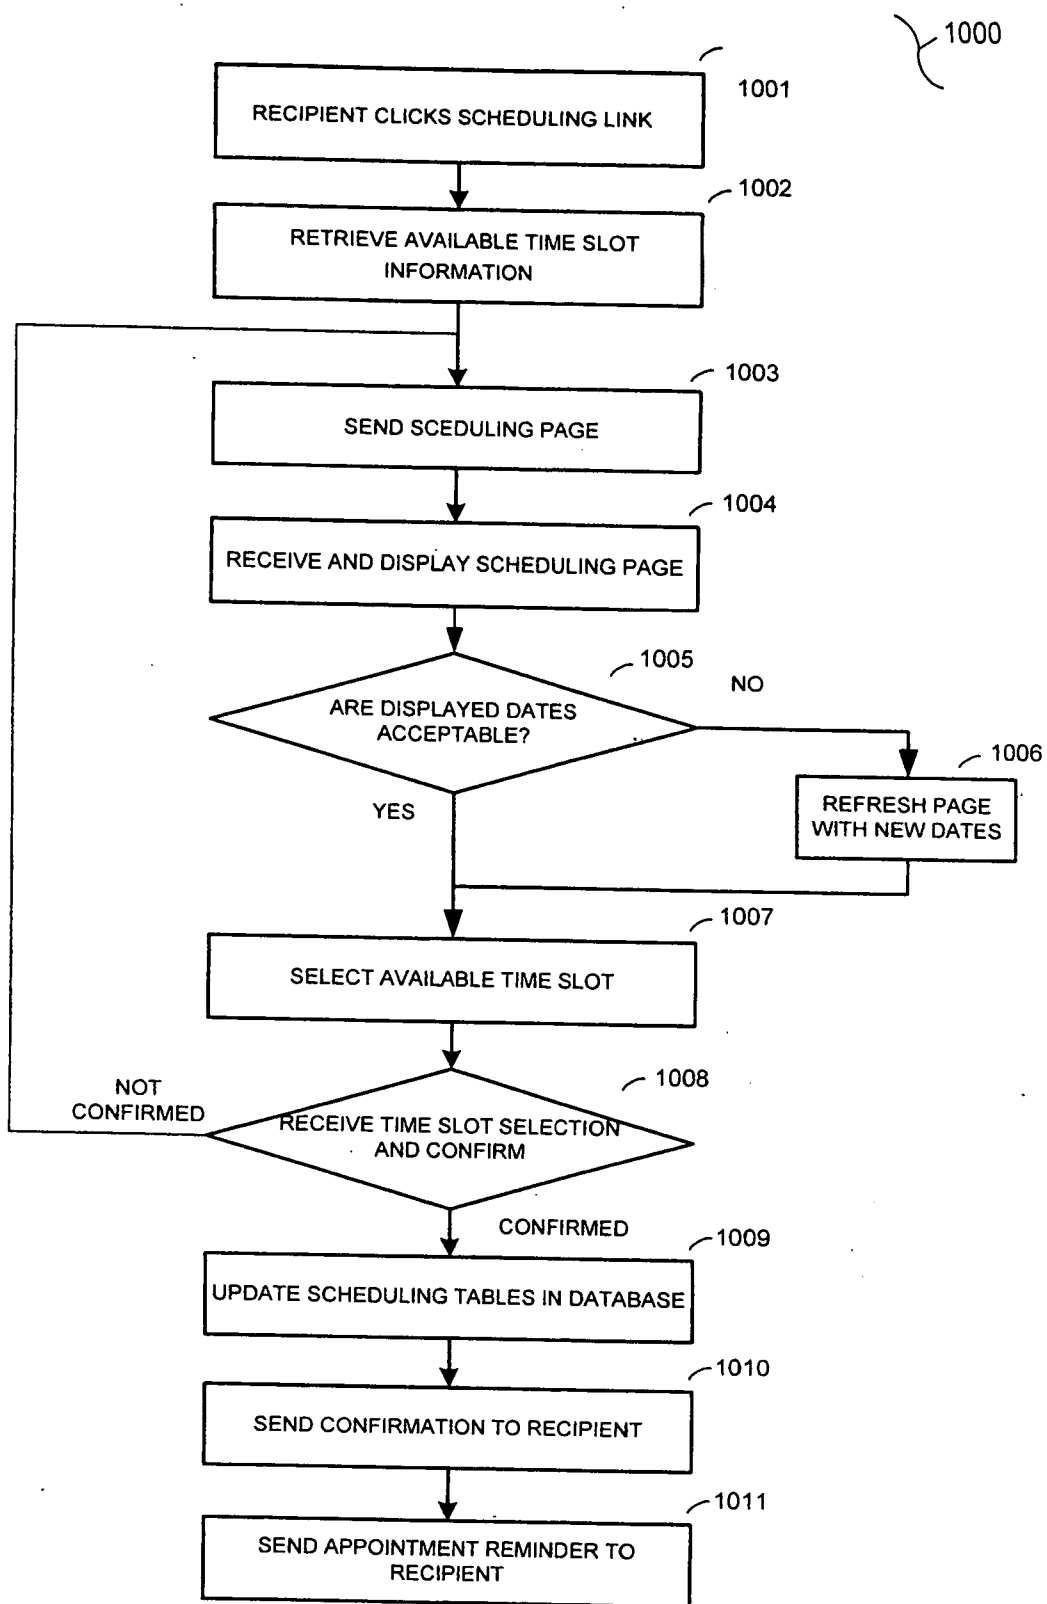 1000
1001
RECIPIENT CLICKS SCHEDULING LINK
1002
RETRIEVE AVAILABLE TIME SLOT
INFORMATION
1003
SEND SCEDULING PAGE
1004
RECEIVE AND DISPLAY SCHEDULING PAGE
1005
NO
ARE DISPLAYED DATES
ACCEPTABLE?
1006
REFRESH PAGE
WITH NEW DATES
YES
1007
SELECT AVAILABLE TIME SLOT
1008
NOT
CONFIRMED
RECEIVE TIME SLOT SELECTION
AND CONFIRM
CONFIRMED
1009
UPDATE SCHEDULING TABLES IN DATABASE
1010
SEND CONFIRMATION TO RECIPIENT
1011
SEND APPOINTMENT REMINDER TO
RECIPIENT